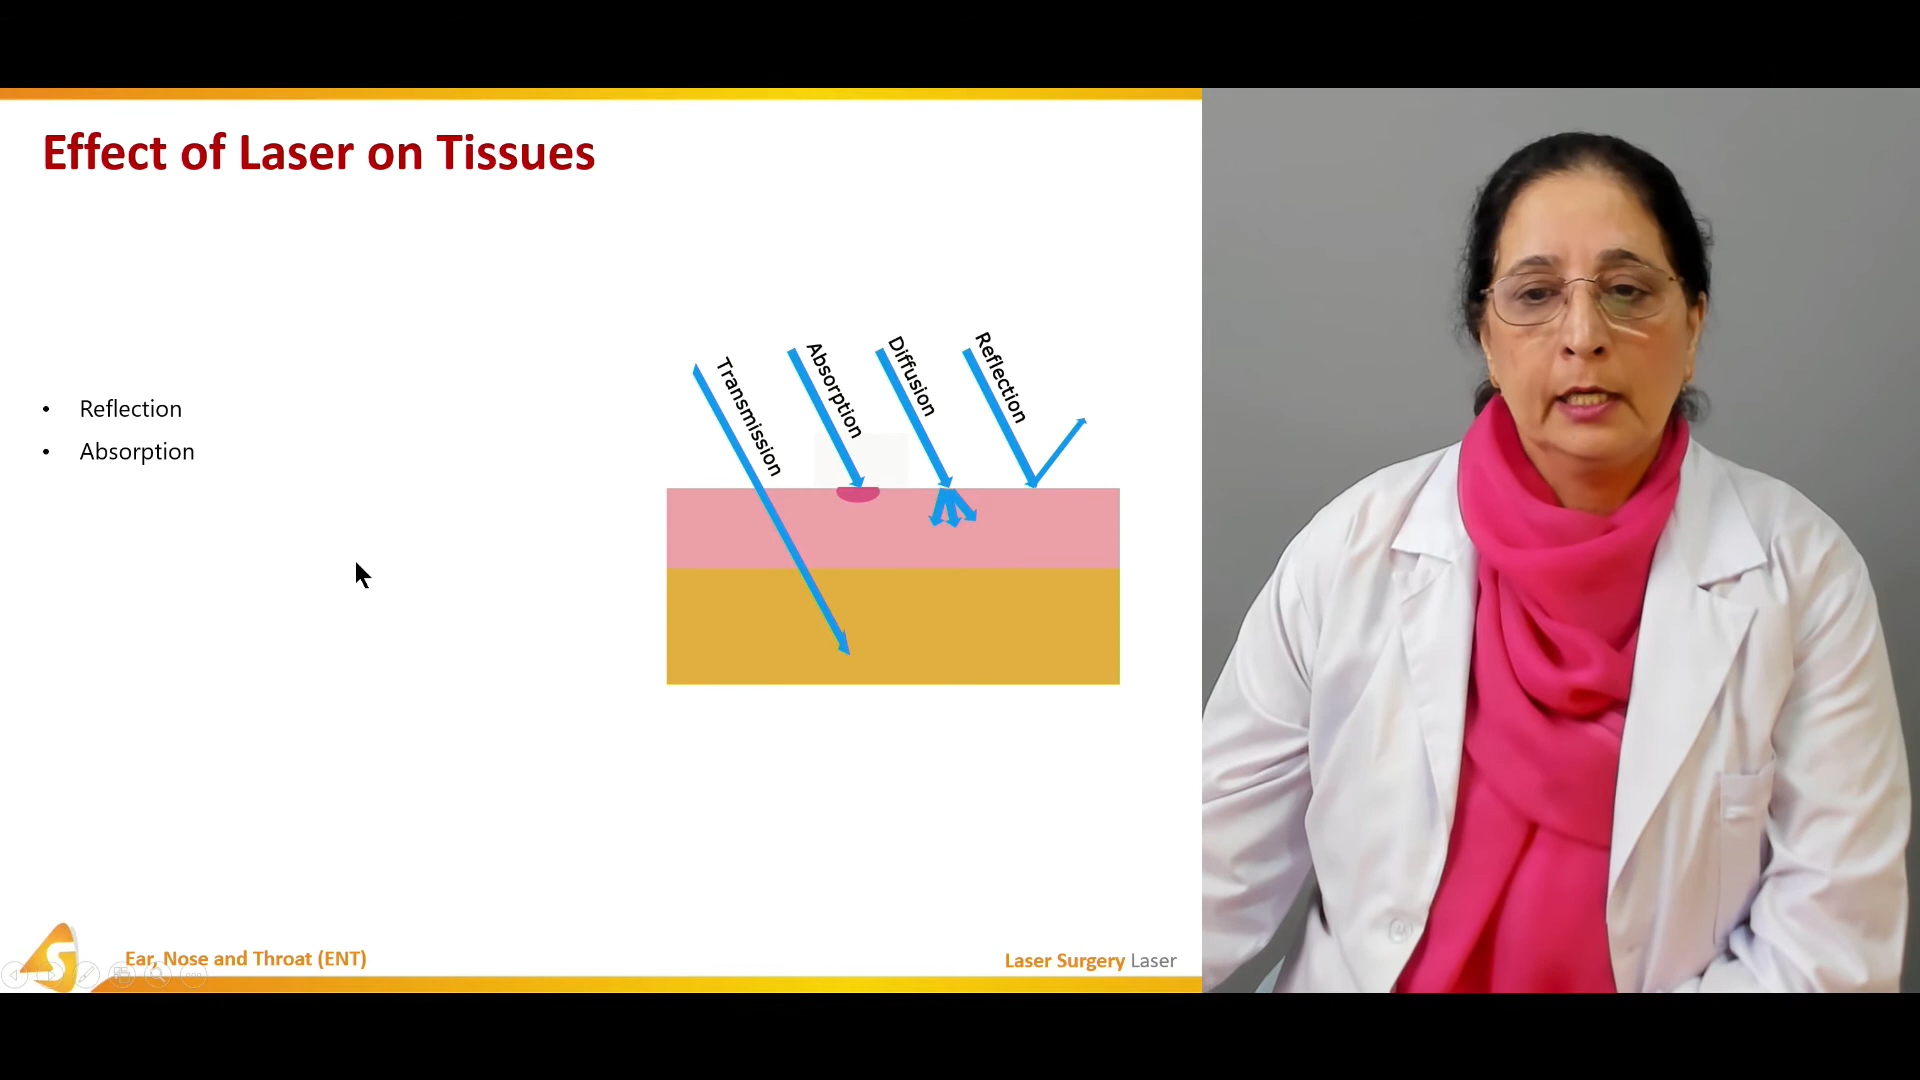 Effect of Laser on Tissues
• Reflection
• Absorption
Transmission
Absorption
Diffusion
Reflection
S
Ear, Nose and Throat (ENT)
Laser Surgery Laser